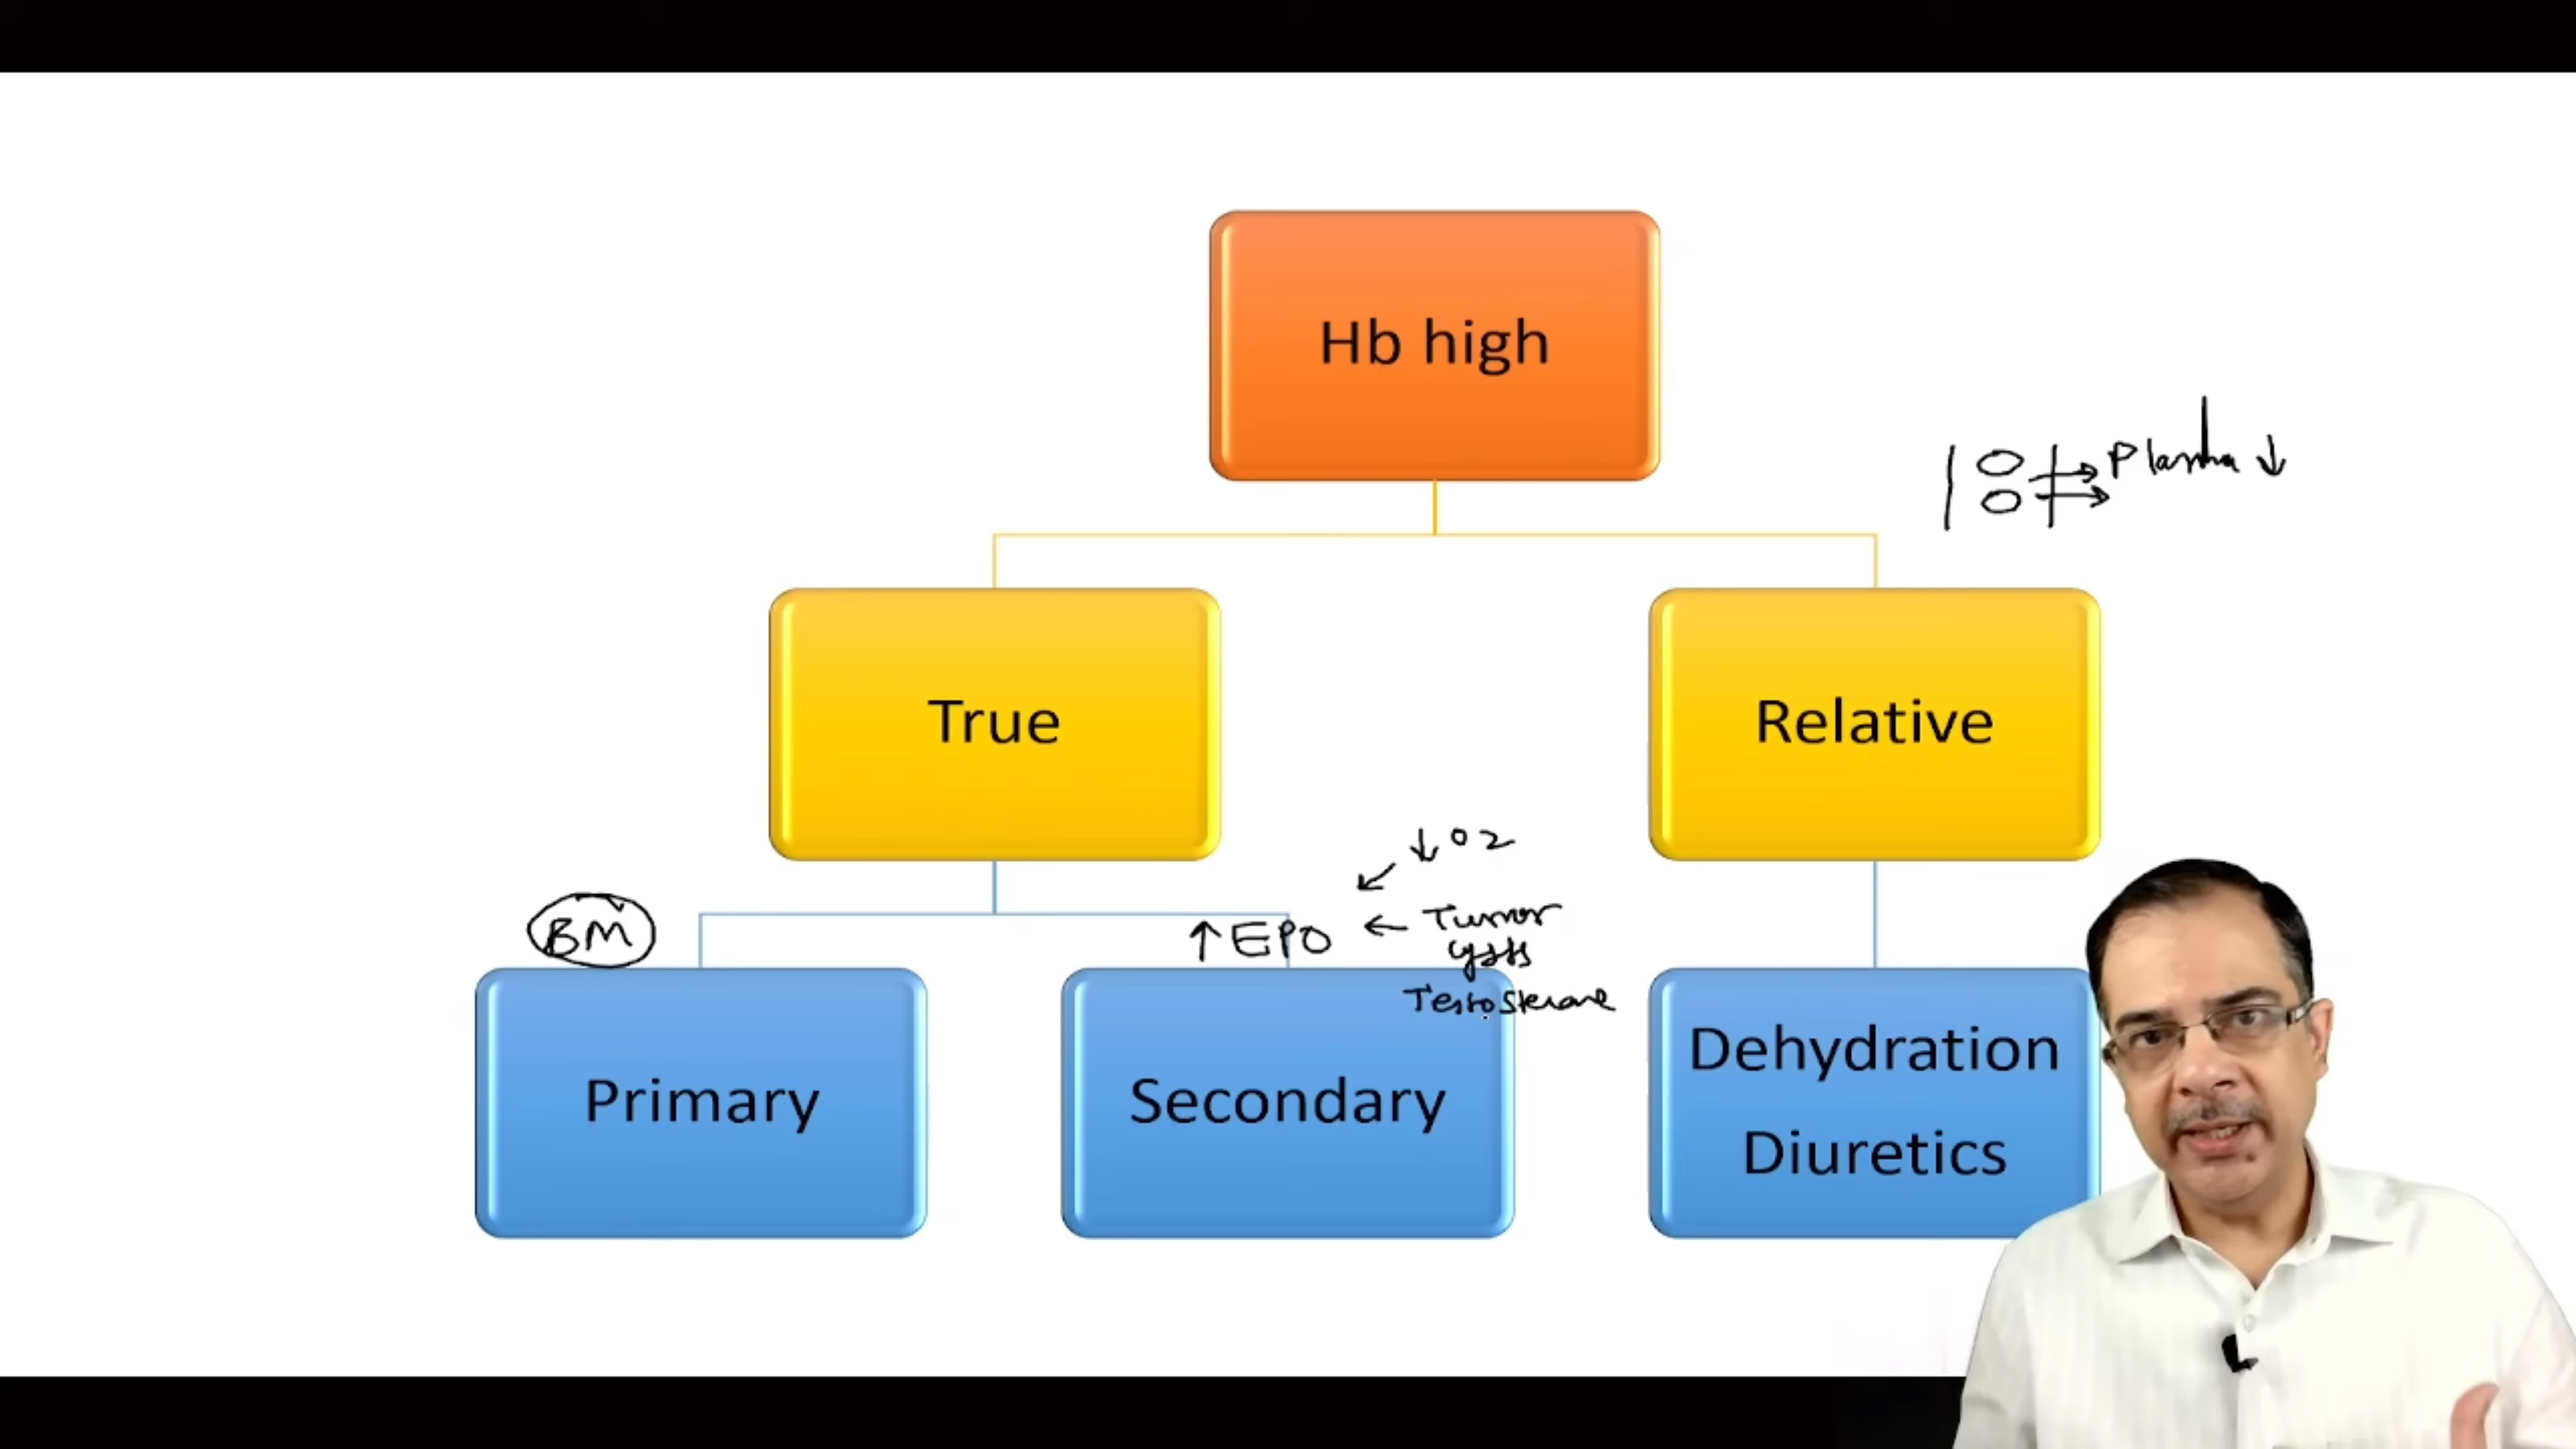 Hb high
Plasma ↓
True
Relative
↓ O2
BM
↑ EPO ← Tumor
cysts
Testosterone
Primary
Secondary
Dehydration
Diuretics